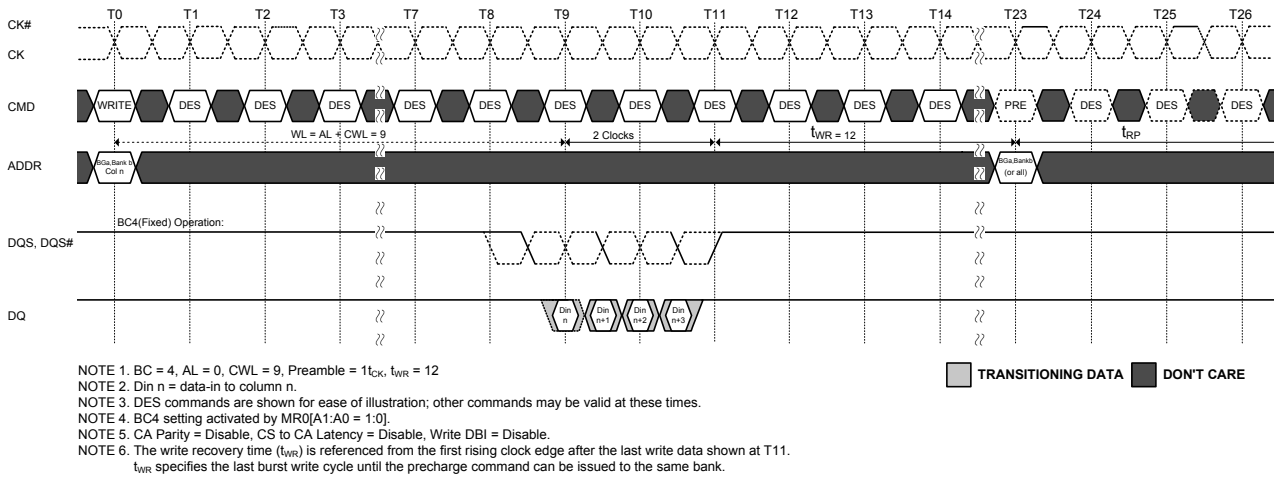 T0 T1 T2 T3 T7 T8 T9 T10 T11 T12 T13 T14 T23 T24 T25 T26
CK#
CK
CMD WRITE DES DES DES DES DES DES DES DES DES DES DES PRE DES DES DES
WL = AL + CWL = 9 2 Clocks tWR = 12 tRP
ADDR
BGa,Bank b
Col n
BGa,Bankb
(or all)
BC4(Fixed) Operation:
DQS, DQS#
DQ
Din Din Din Din
n n+1 n+2 n+3
NOTE 1. BC = 4, AL = 0, CWL = 9, Preamble = 1tCK, tWR = 12
NOTE 2. Din n = data-in to column n.
NOTE 3. DES commands are shown for ease of illustration; other commands may be valid at these times.
NOTE 4. BC4 setting activated by MR0[A1:A0 = 1:0].
NOTE 5. CA Parity = Disable, CS to CA Latency = Disable, Write DBI = Disable.
NOTE 6. The write recovery time (tWR) is referenced from the first rising clock edge after the last write data shown at T11.
tWR specifies the last burst write cycle until the precharge command can be issued to the same bank.
TRANSITIONING DATA DON'T CARE